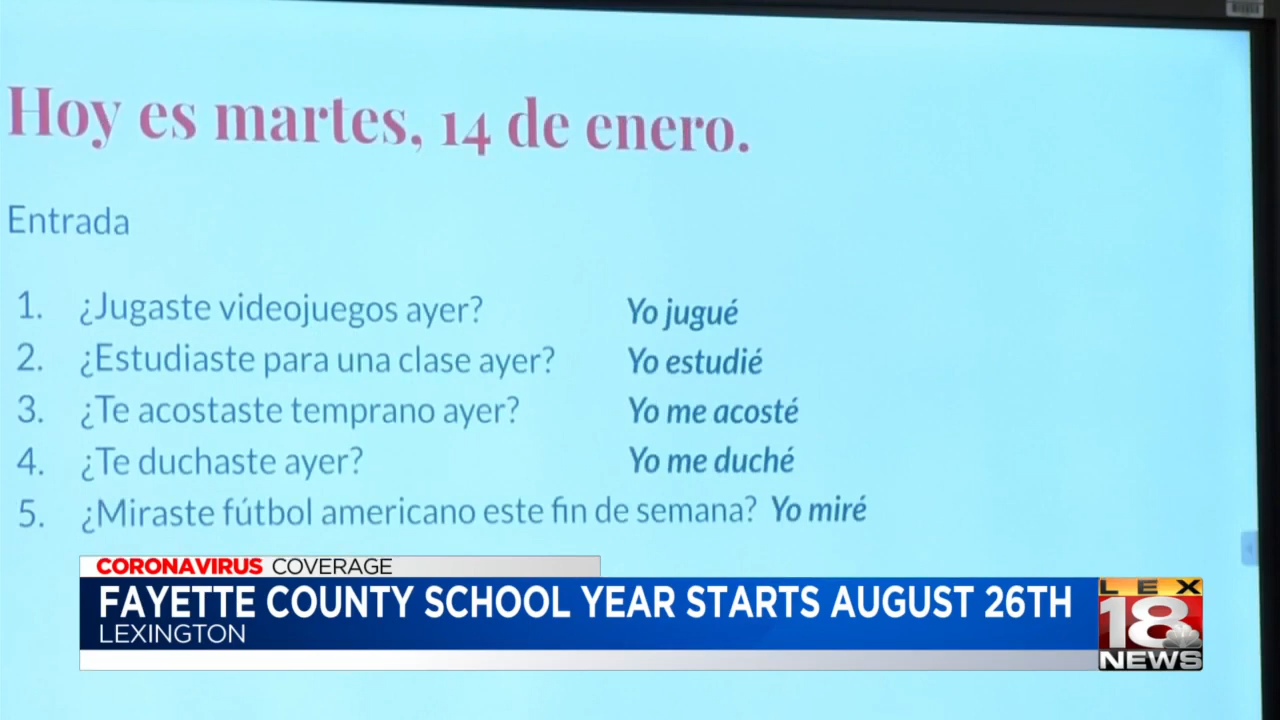 Hoy es martes, 14 de enero.
Entrada
1. ¿Jugaste videojuegos ayer? Yo jugué
2. ¿Estudiaste para una clase ayer? Yo estudié
3. ¿Te acostaste temprano ayer? Yo me acosté
4. ¿Te duchaste ayer? Yo me duché
5. ¿Miraste fútbol americano este fin de semana? Yo miré
CORONAVIRUS COVERAGE
FAYETTE COUNTY SCHOOL YEAR STARTS AUGUST 26TH
LEXINGTON
LEX
18
NEWS